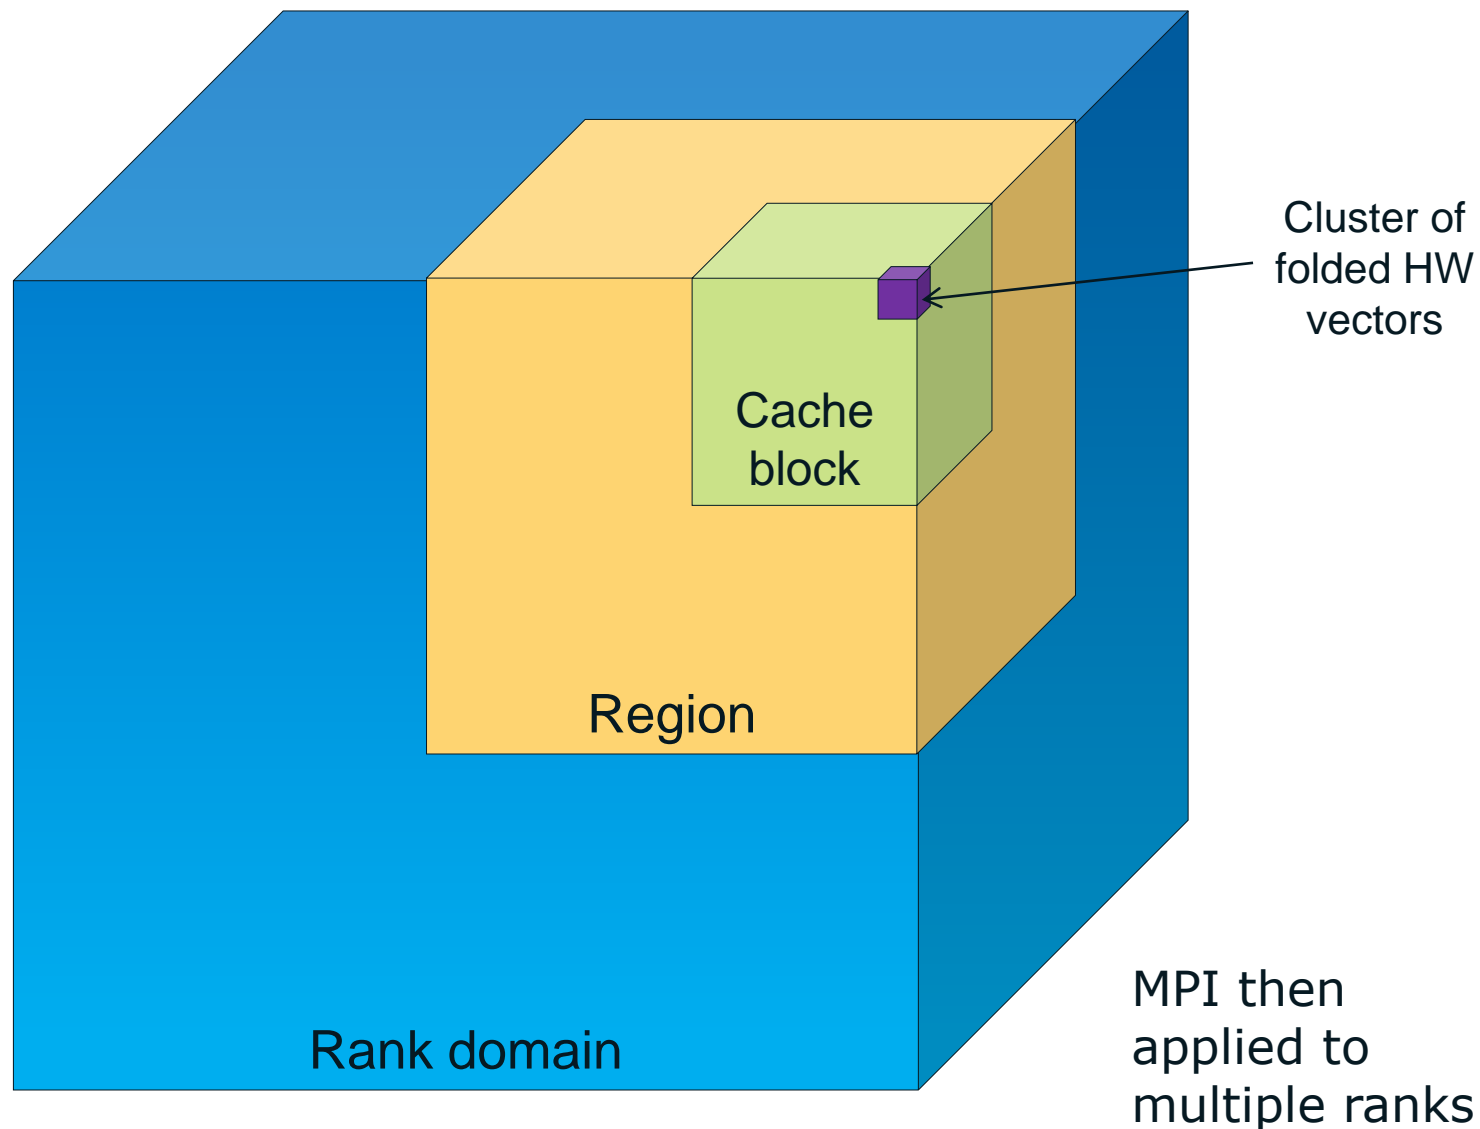 Cluster of
folded HW
vectors
Cache
block
Region
Rank domain
MPI then
applied to
multiple ranks